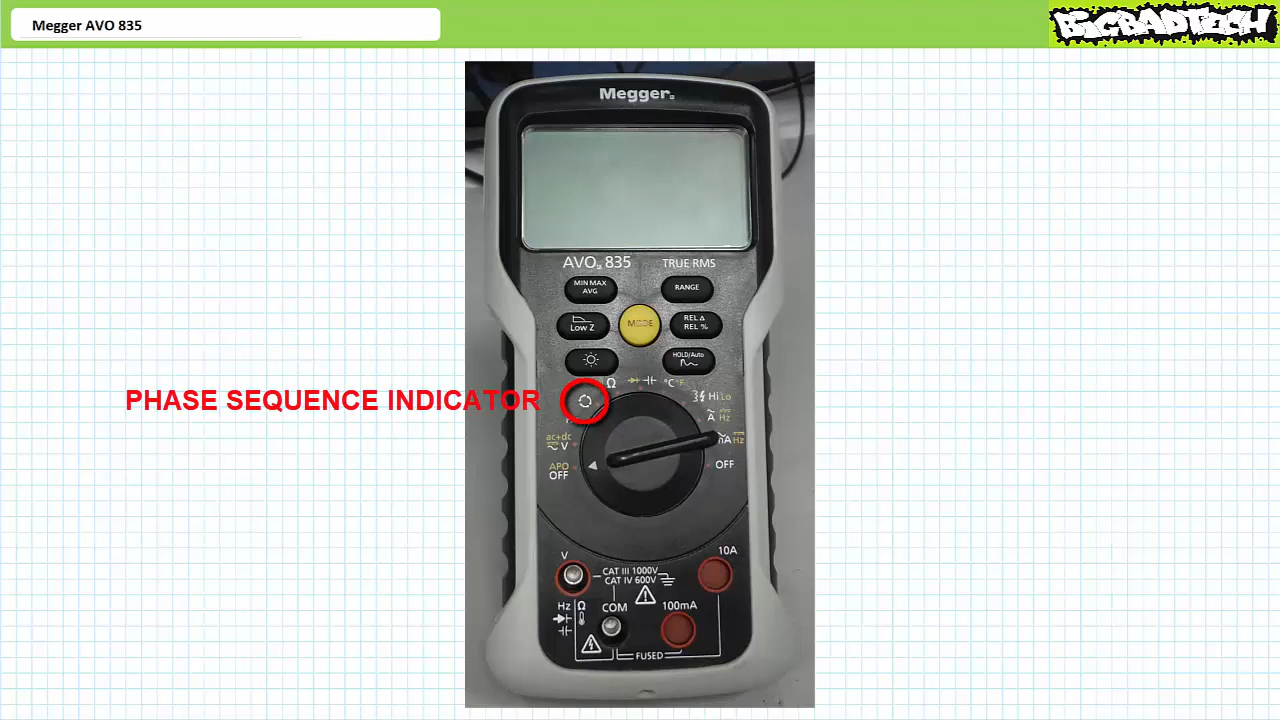 Megger AVO 835
BIGBADTECH
Megger
AVO 835 TRUE RMS
MIN MAX
AVG
RANGE
Low Z
MODE
REL Δ
REL %
HOLD/Auto
Ω °C °F
PHASE SEQUENCE INDICATOR
Hi Lo
A Hz
ac+dc
V
mA Hz
APO
OFF
OFF
V
10A
CAT III 1000V
CAT IV 600V
Hz Ω
COM
100mA
FUSED